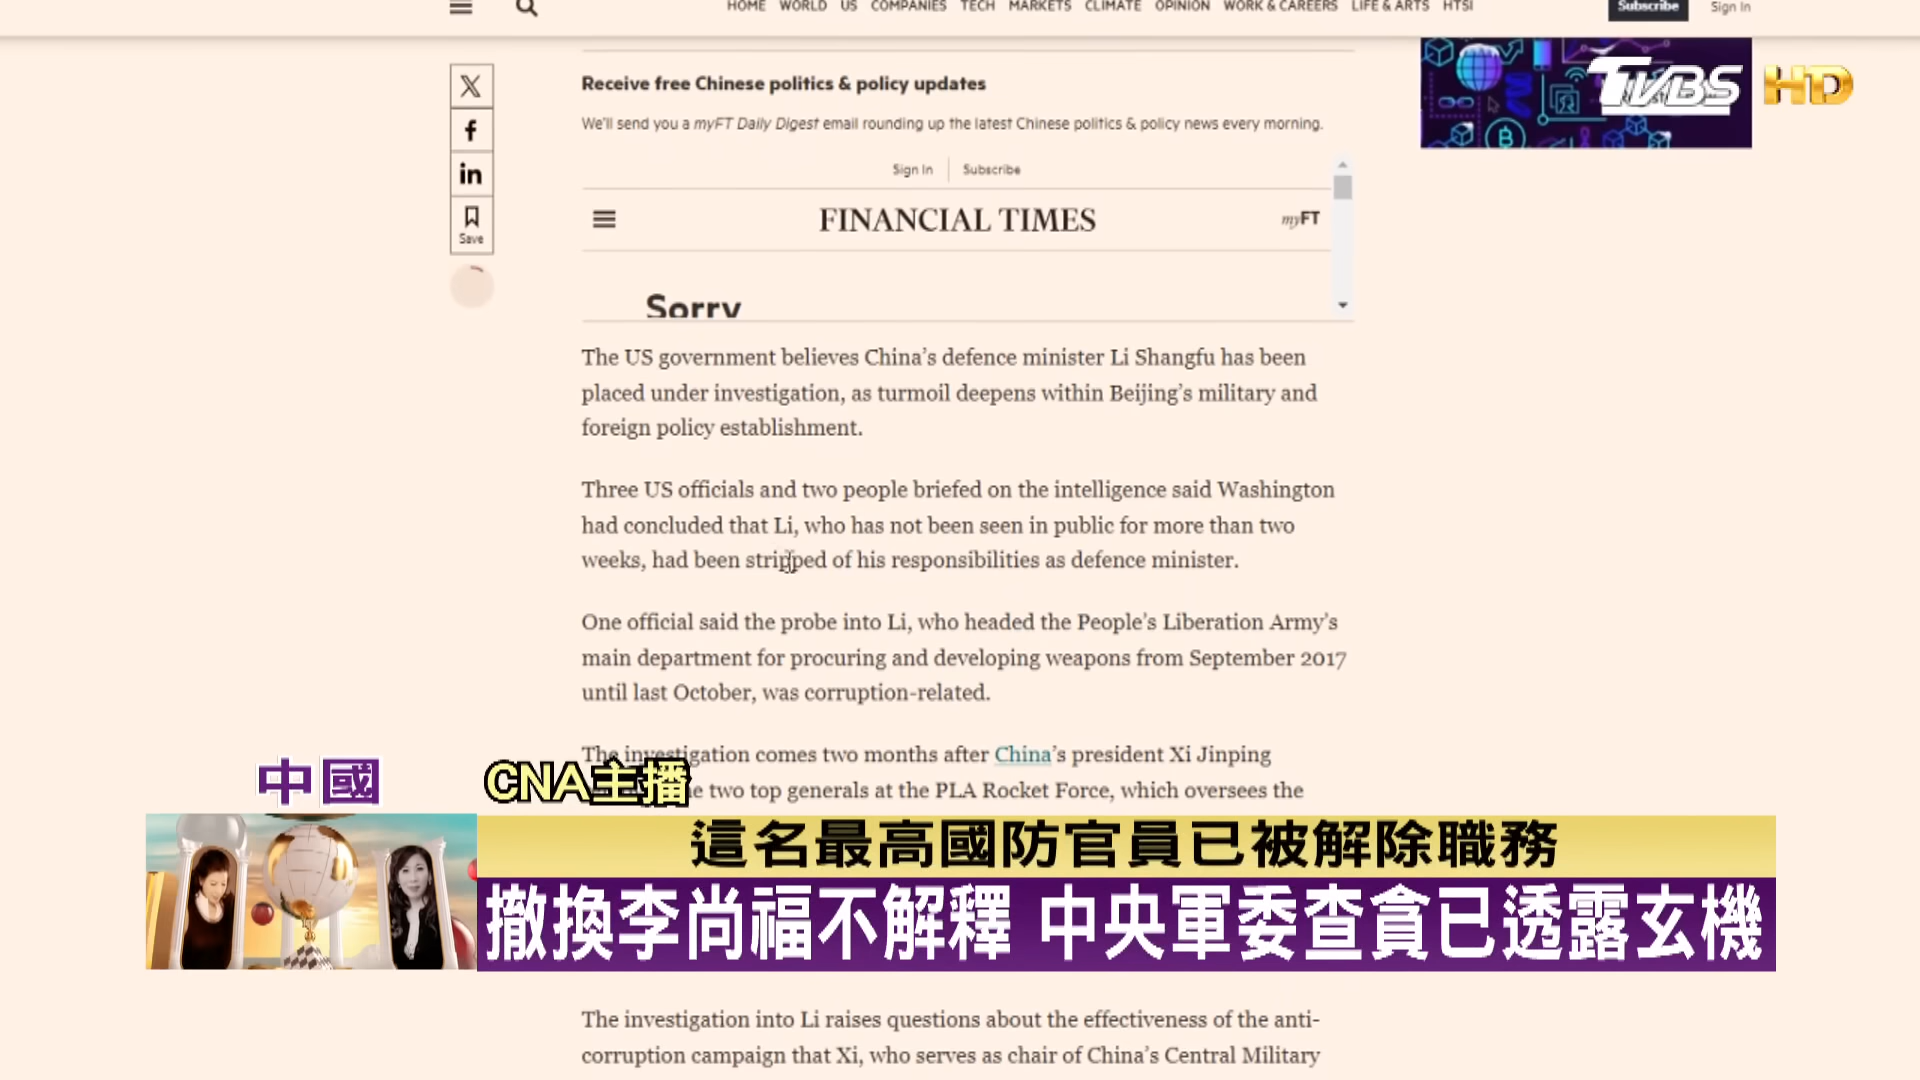 HOME WORLD US COMPANIES TECH MARKETS CLIMATE OPINION WORK & CAREERS LIFE & ARTS HTSI
Subscribe Sign In
TVBS HD
Receive free Chinese politics & policy updates
We'll send you a myFT Daily Digest email rounding up the latest Chinese politics & policy news every morning.
Sign In Subscribe
FINANCIAL TIMES
myFT
Save
Sorry
The US government believes China's defence minister Li Shangfu has been
placed under investigation, as turmoil deepens within Beijing's military and
foreign policy establishment.
Three US officials and two people briefed on the intelligence said Washington
had concluded that Li, who has not been seen in public for more than two
weeks, had been stripped of his responsibilities as defence minister.
One official said the probe into Li, who headed the People's Liberation Army's
main department for procuring and developing weapons from September 2017
until last October, was corruption-related.
The investigation comes two months after China's president Xi Jinping
two top generals at the PLA Rocket Force, which oversees the
中國
CNA主播
這名最高國防官員已被解除職務
撤換李尚福不解釋 中央軍委查貪已透露玄機
The investigation into Li raises questions about the effectiveness of the anti-
corruption campaign that Xi, who serves as chair of China's Central Military